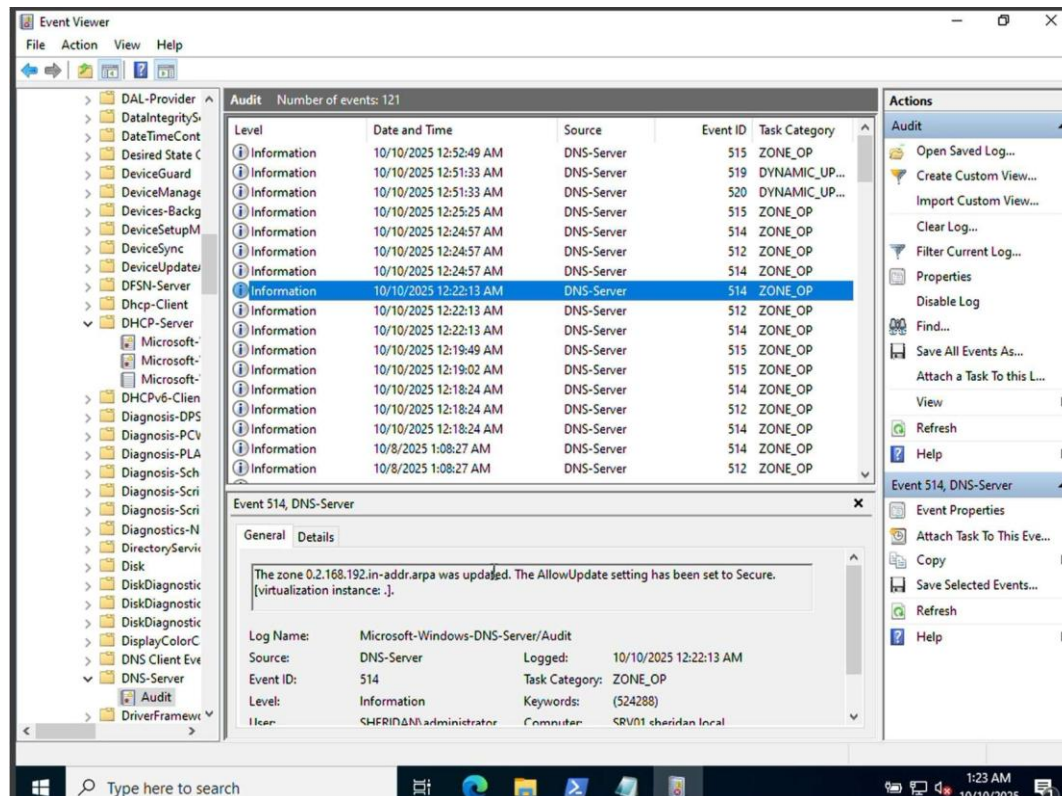 Event Viewer
File Action View Help
DAL-Provider
DataIntegrityS
DateTimeCont
Desired State C
DeviceGuard
DeviceManage
Devices-Backg
DeviceSetupM
DeviceSync
DeviceUpdate
DFSN-Server
Dhcp-Client
DHCP-Server
Microsoft-
Microsoft-
Microsoft-
DHCPv6-Clien
Diagnosis-DPS
Diagnosis-PCW
Diagnosis-PLA
Diagnosis-Sch
Diagnosis-Scri
Diagnosis-Scri
Diagnostics-N
DirectoryServic
Disk
DiskDiagnostic
DiskDiagnostic
DiskDiagnostic
DisplayColorC
DNS Client Eve
DNS-Server
Audit
DriverFramew
Audit Number of events: 121
Level Date and Time Source Event ID Task Category
Information 10/10/2025 12:52:49 AM DNS-Server 515 ZONE_OP
Information 10/10/2025 12:51:33 AM DNS-Server 519 DYNAMIC_UP...
Information 10/10/2025 12:51:33 AM DNS-Server 520 DYNAMIC_UP...
Information 10/10/2025 12:25:25 AM DNS-Server 515 ZONE_OP
Information 10/10/2025 12:24:57 AM DNS-Server 514 ZONE_OP
Information 10/10/2025 12:24:57 AM DNS-Server 512 ZONE_OP
Information 10/10/2025 12:24:57 AM DNS-Server 514 ZONE_OP
Information 10/10/2025 12:22:13 AM DNS-Server 514 ZONE_OP
Information 10/10/2025 12:22:13 AM DNS-Server 512 ZONE_OP
Information 10/10/2025 12:22:13 AM DNS-Server 514 ZONE_OP
Information 10/10/2025 12:19:49 AM DNS-Server 515 ZONE_OP
Information 10/10/2025 12:19:02 AM DNS-Server 515 ZONE_OP
Information 10/10/2025 12:18:24 AM DNS-Server 514 ZONE_OP
Information 10/10/2025 12:18:24 AM DNS-Server 512 ZONE_OP
Information 10/10/2025 12:18:24 AM DNS-Server 514 ZONE_OP
Information 10/8/2025 1:08:27 AM DNS-Server 514 ZONE_OP
Information 10/8/2025 1:08:27 AM DNS-Server 512 ZONE_OP
Event 514, DNS-Server
General Details
The zone 0.2.168.192.in-addr.arpa was updated. The AllowUpdate setting has been set to Secure.
[virtualization instance: .].
Log Name: Microsoft-Windows-DNS-Server/Audit
Source: DNS-Server Logged: 10/10/2025 12:22:13 AM
Event ID: 514 Task Category: ZONE_OP
Level: Information Keywords: (524288)
User: SHERIDAN\administrator Computer: SRV01.sheridan.local
Actions
Audit
Open Saved Log...
Create Custom View...
Import Custom View...
Clear Log...
Filter Current Log...
Properties
Disable Log
Find...
Save All Events As...
Attach a Task To this L...
View
Refresh
Help
Event 514, DNS-Server
Event Properties
Attach Task To This Eve...
Copy
Save Selected Events...
Refresh
Help
Type here to search
1:23 AM
10/10/2025